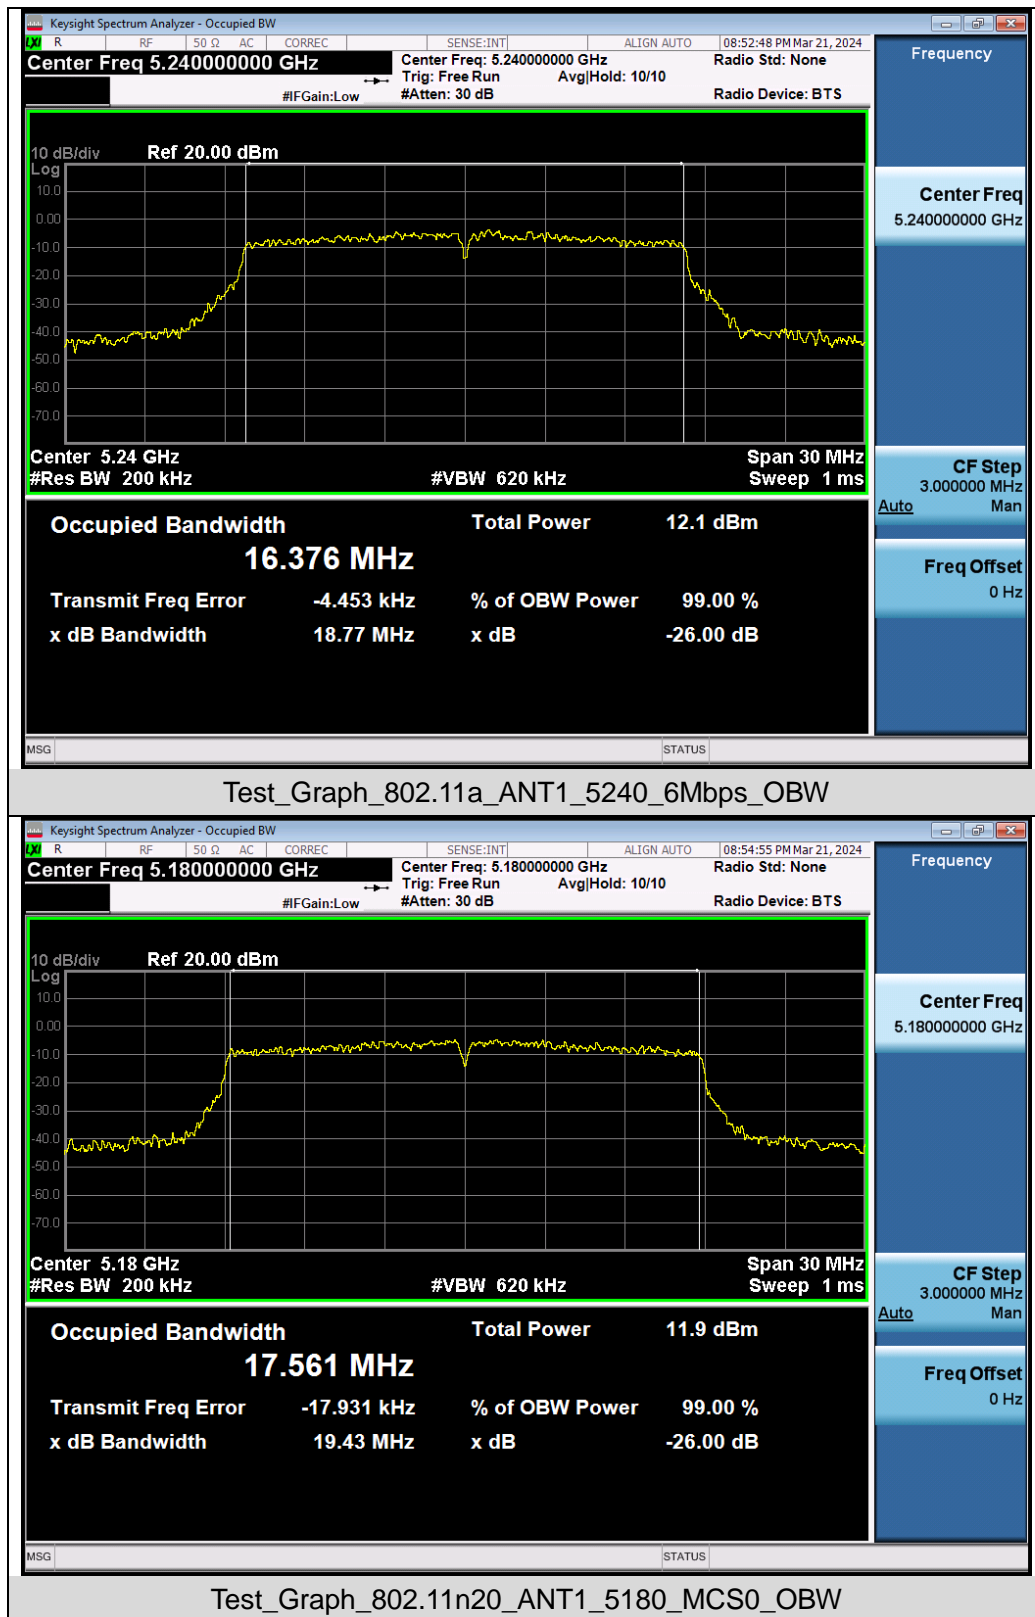 Keysight Spectrum Analyzer - Occupied BW
LXI R RF 50 Ω AC CORREC SENSE:INT ALIGN AUTO 08:52:48 PM Mar 21, 2024
Center Freq 5.240000000 GHz
Center Freq: 5.240000000 GHz Radio Std: None
Trig: Free Run Avg|Hold: 10/10
#IFGain:Low #Atten: 30 dB Radio Device: BTS
10 dB/div Ref 20.00 dBm
Log
10.0
0.00
-10.0
-20.0
-30.0
-40.0
-50.0
-60.0
-70.0
Center 5.24 GHz Span 30 MHz
#Res BW 200 kHz #VBW 620 kHz Sweep 1 ms
Occupied Bandwidth Total Power 12.1 dBm
16.376 MHz
Transmit Freq Error -4.453 kHz % of OBW Power 99.00 %
x dB Bandwidth 18.77 MHz x dB -26.00 dB
MSG STATUS
Frequency
Center Freq
5.240000000 GHz
CF Step
3.000000 MHz
Auto Man
Freq Offset
0 Hz
Test_Graph_802.11a_ANT1_5240_6Mbps_OBW
Keysight Spectrum Analyzer - Occupied BW
LXI R RF 50 Ω AC CORREC SENSE:INT ALIGN AUTO 08:54:55 PM Mar 21, 2024
Center Freq 5.180000000 GHz
Center Freq: 5.180000000 GHz Radio Std: None
Trig: Free Run Avg|Hold: 10/10
#IFGain:Low #Atten: 30 dB Radio Device: BTS
10 dB/div Ref 20.00 dBm
Log
10.0
0.00
-10.0
-20.0
-30.0
-40.0
-50.0
-60.0
-70.0
Center 5.18 GHz Span 30 MHz
#Res BW 200 kHz #VBW 620 kHz Sweep 1 ms
Occupied Bandwidth Total Power 11.9 dBm
17.561 MHz
Transmit Freq Error -17.931 kHz % of OBW Power 99.00 %
x dB Bandwidth 19.43 MHz x dB -26.00 dB
MSG STATUS
Frequency
Center Freq
5.180000000 GHz
CF Step
3.000000 MHz
Auto Man
Freq Offset
0 Hz
Test_Graph_802.11n20_ANT1_5180_MCS0_OBW